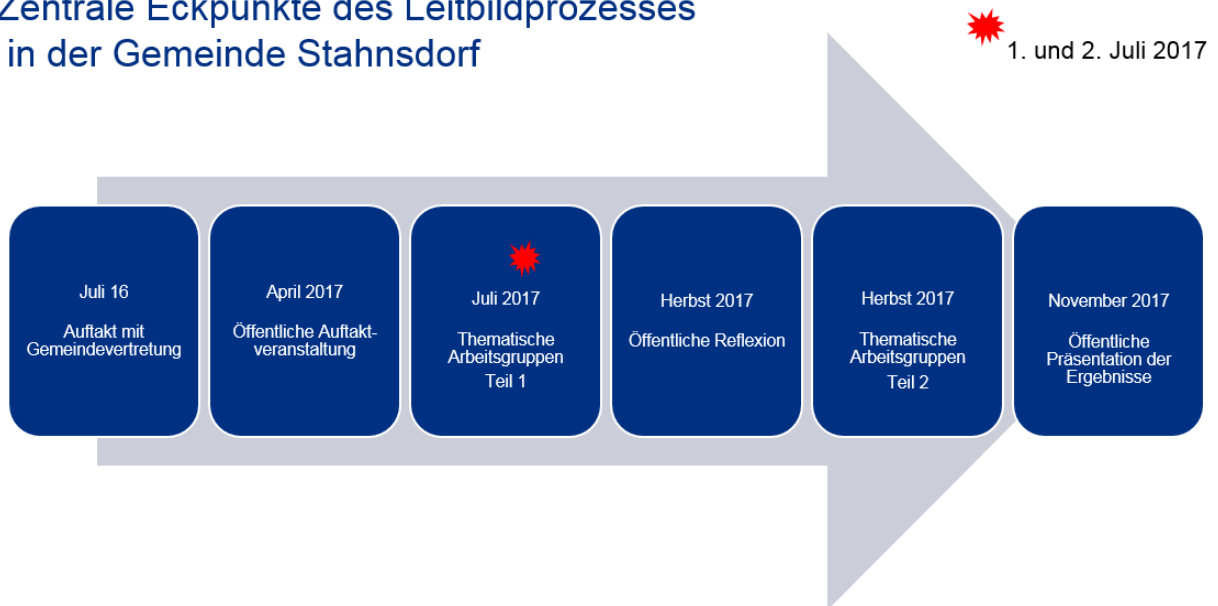 Zentrale Eckpunkte des Leitbildprozesses
in der Gemeinde Stahnsdorf
1. und 2. Juli 2017
Juli 16
Auftakt mit
Gemeindevertretung
April 2017
Öffentliche Auftakt-
veranstaltung
Juli 2017
Thematische
Arbeitsgruppen
Teil 1
Herbst 2017
Öffentliche Reflexion
Herbst 2017
Thematische
Arbeitsgruppen
Teil 2
November 2017
Öffentliche
Präsentation der
Ergebnisse